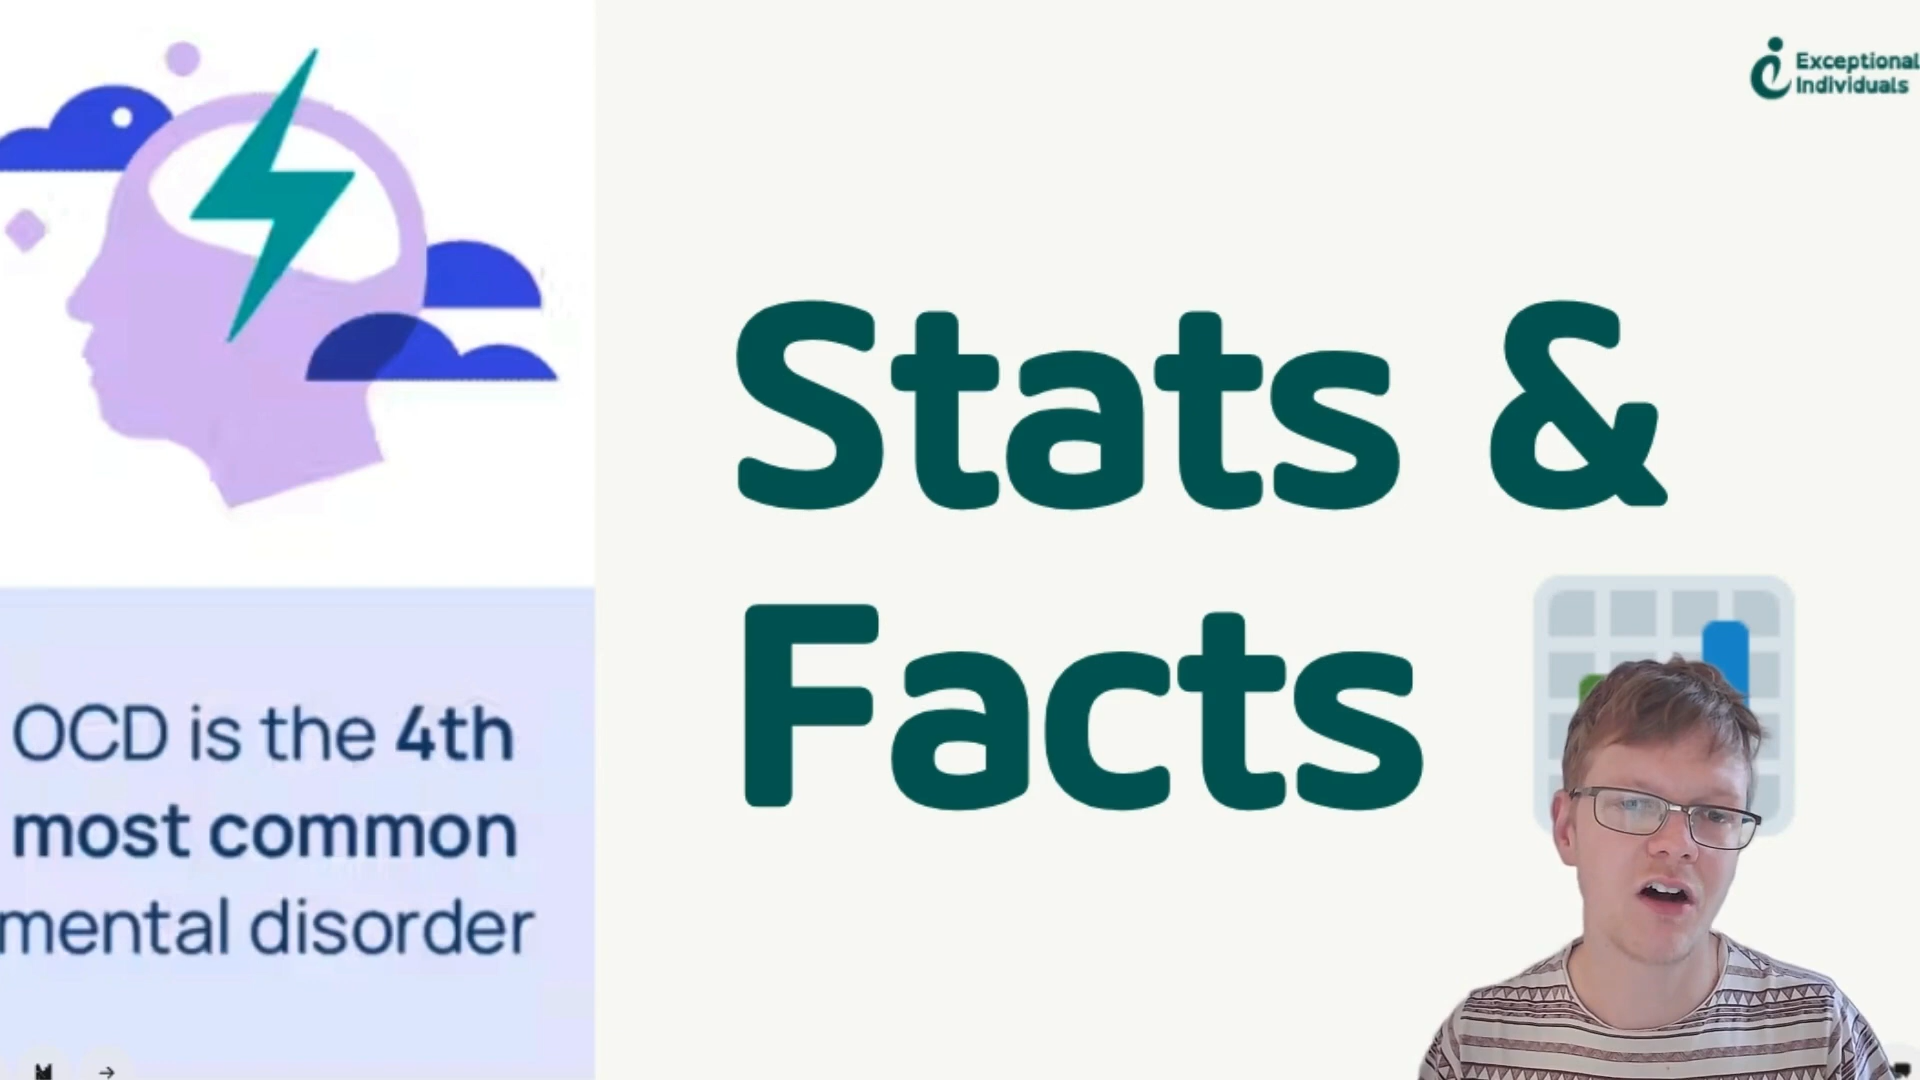 Exceptional
Individuals
Stats &
Facts
OCD is the 4th
most common
mental disorder